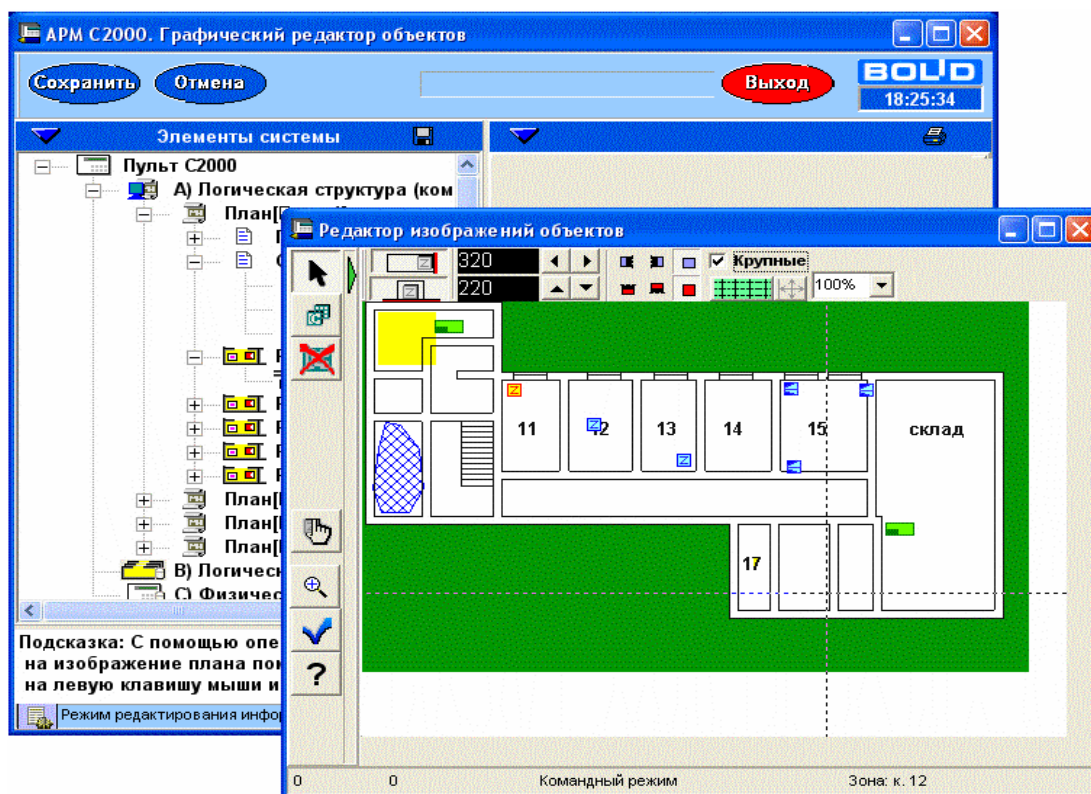 АРМ С2000. Графический редактор объектов
Сохранить Отмена Выход BOLID
18:25:34
Элементы системы
Пульт С2000
А) Логическая структура (ком
План[
План[
План[
План[
В) Логическ
С) Физичес
Подсказка: С помощью опе
на изображение плана пом
на левую клавишу мыши и
Режим редактирования инфор
Редактор изображений объектов
320 Крупные
220 100%
11 12 13 14 15 склад
17
?
0 0 Командный режим Зона: к. 12